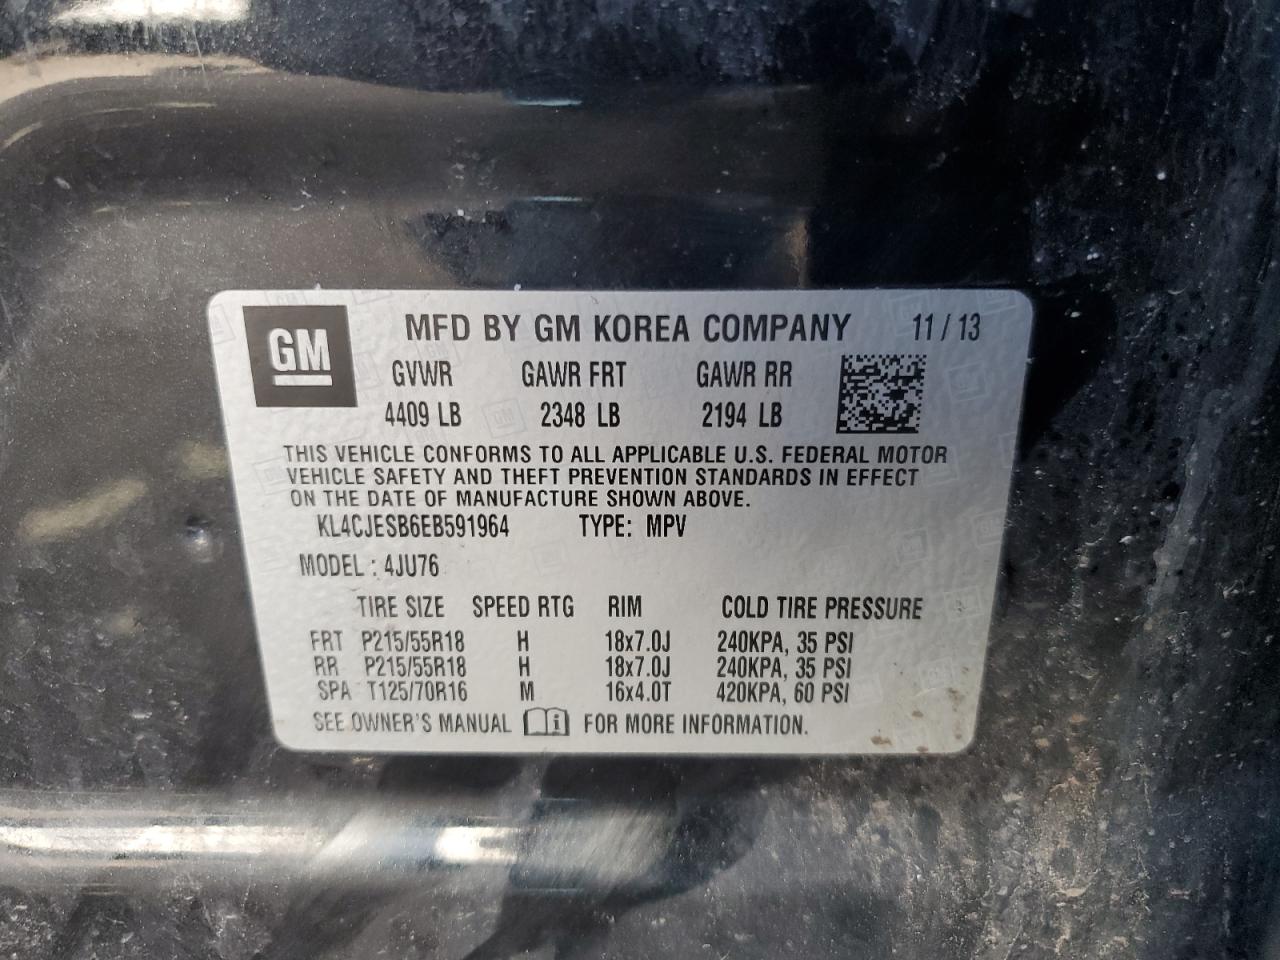 GM MFD BY GM KOREA COMPANY 11 / 13
GVWR GAWR FRT GAWR RR
4409 LB 2348 LB 2194 LB
THIS VEHICLE CONFORMS TO ALL APPLICABLE U.S. FEDERAL MOTOR
VEHICLE SAFETY AND THEFT PREVENTION STANDARDS IN EFFECT
ON THE DATE OF MANUFACTURE SHOWN ABOVE.
KL4CJESB6EB591964 TYPE: MPV
MODEL : 4JU76
TIRE SIZE SPEED RTG RIM COLD TIRE PRESSURE
FRT P215/55R18 H 18x7.0J 240KPA, 35 PSI
RR P215/55R18 H 18x7.0J 240KPA, 35 PSI
SPA T125/70R16 M 16x4.0T 420KPA, 60 PSI
SEE OWNER'S MANUAL i FOR MORE INFORMATION.